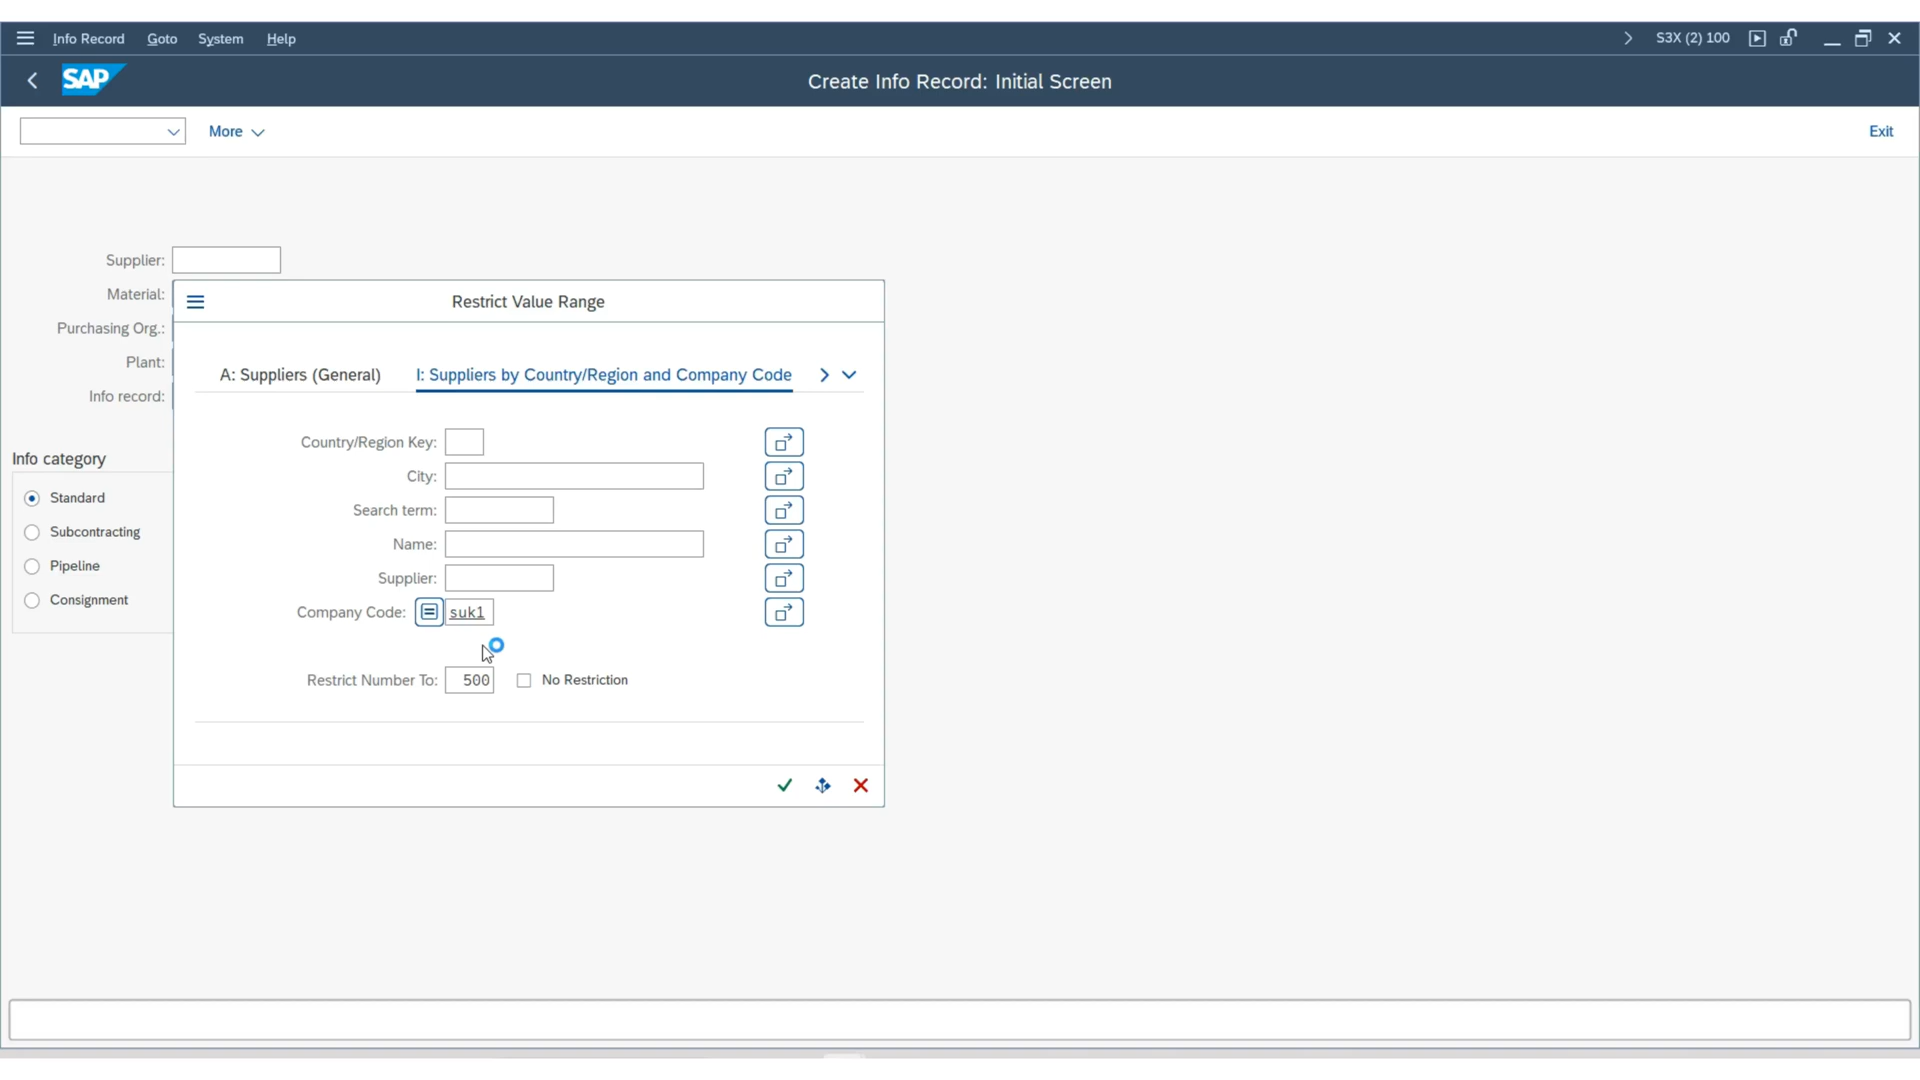 Info Record Goto System Help S3X (2) 100
SAP Create Info Record: Initial Screen
More Exit
Supplier:
Material:
Purchasing Org.:
Plant:
Info record:
Info category
Standard
Subcontracting
Pipeline
Consignment
Restrict Value Range
A: Suppliers (General) I: Suppliers by Country/Region and Company Code
Country/Region Key:
City:
Search term:
Name:
Supplier:
Company Code: suk1
Restrict Number To: 500 No Restriction